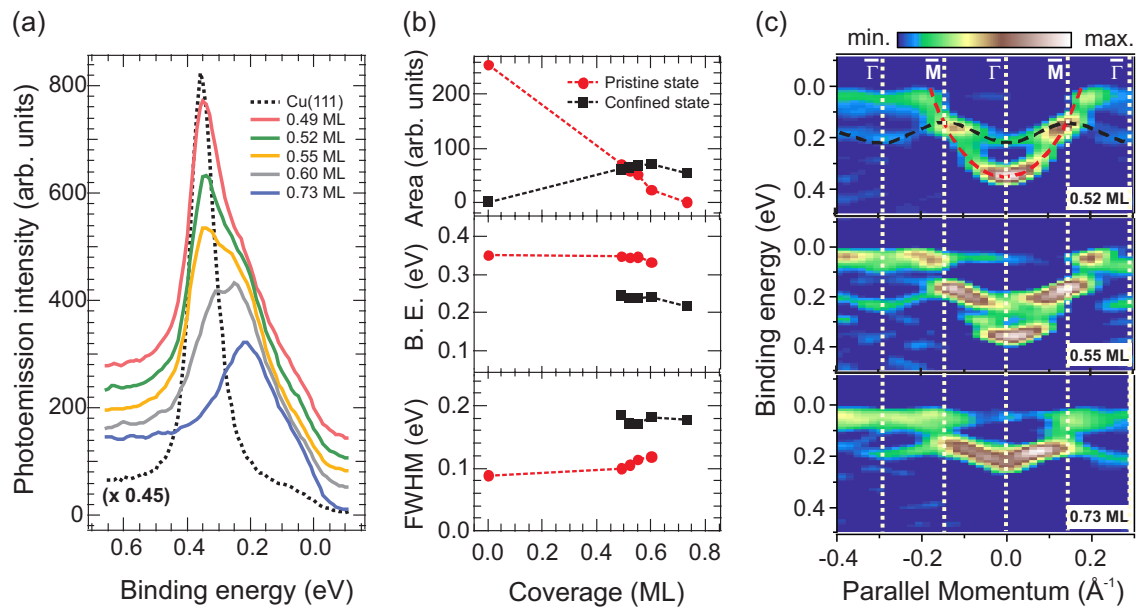 (a)
Photoemission intensity (arb. units)
800
600
400
200
0
Cu(111)
0.49 ML
0.52 ML
0.55 ML
0.60 ML
0.73 ML
(x 0.45)
0.6 0.4 0.2 0.0
Binding energy (eV)
(b)
Area (arb. units)
200
100
0
Pristine state
Confined state
B. E. (eV)
0.4
0.3
0.2
0.1
FWHM (eV)
0.2
0.1
0.0
0.0 0.2 0.4 0.6 0.8
Coverage (ML)
(c)
min. max.
Γ̅ M̅ Γ̅ M̅ Γ̅
Binding energy (eV)
0.0
0.2
0.4
0.52 ML
0.0
0.2
0.4
0.55 ML
0.0
0.2
0.4
0.73 ML
-0.4 -0.2 0.0 0.2
Parallel Momentum (Å⁻¹)